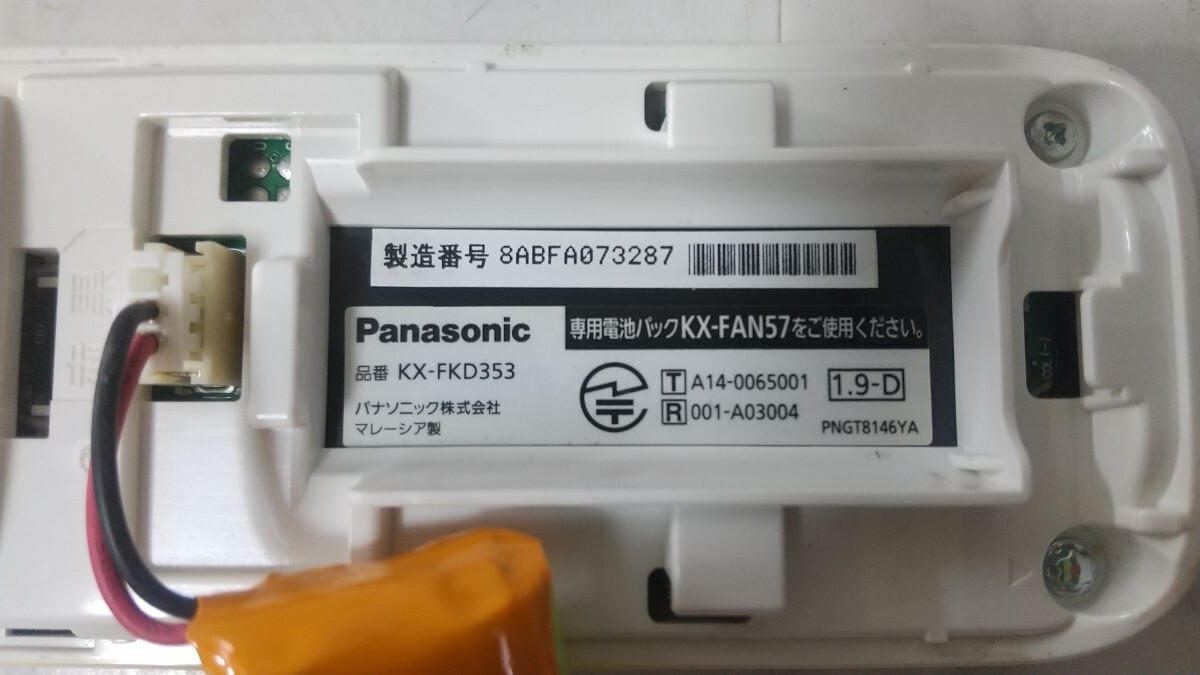 製造番号 8ABFA073287
Panasonic
専用電池パックKX-FAN57をご使用ください。
品番 KX-FKD353
T A14-0065001
1.9-D
R 001-A03004
パナソニック株式会社
マレーシア製
PNGT8146YA
黒
赤